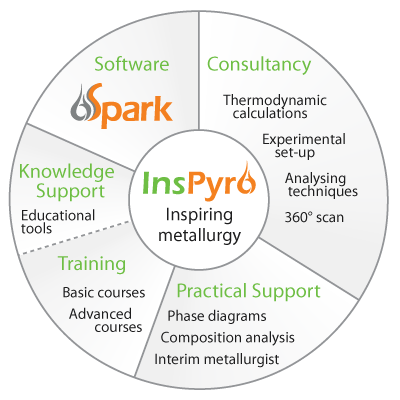 Software
Spark
Consultancy
Thermodynamic
calculations
Experimental
set-up
Analysing
techniques
360° scan
Knowledge
Support
Educational
tools
InsPyro
Inspiring
metallurgy
Training
Basic courses
Advanced
courses
Practical Support
Phase diagrams
Composition analysis
Interim metallurgist